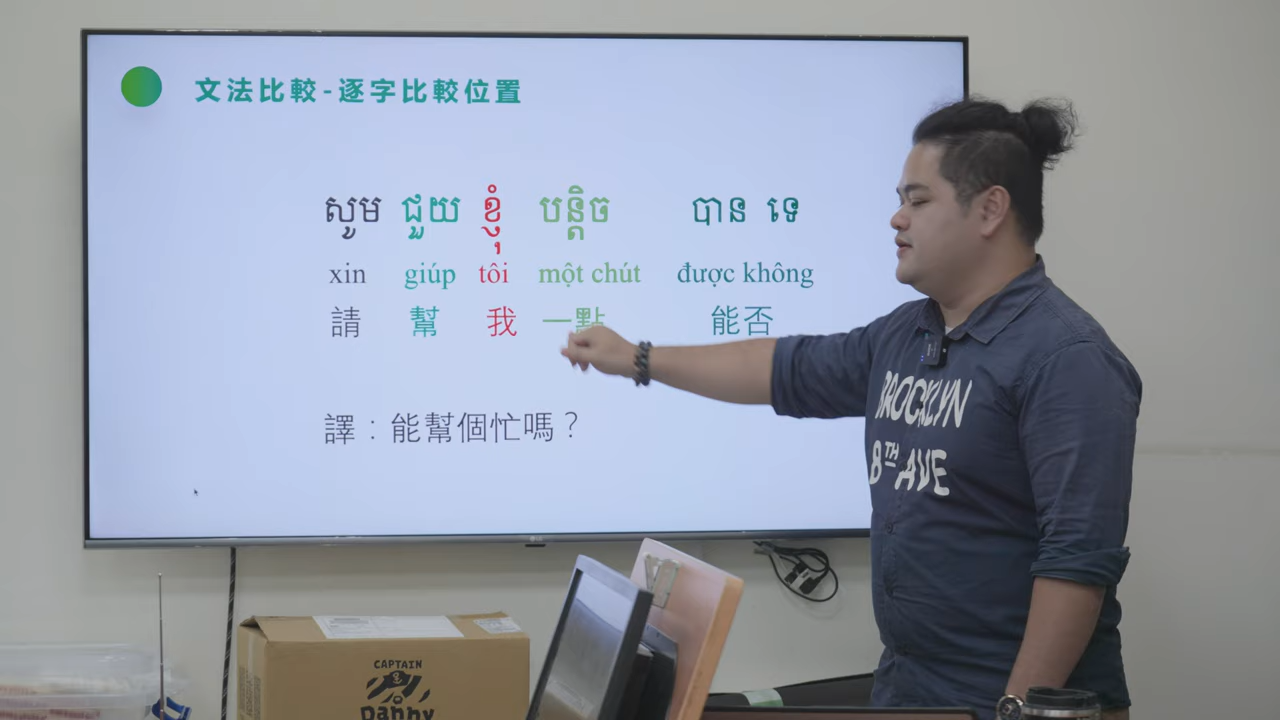 文法比較-逐字比較位置
សូម ជួយ ខ្ញុំ បន្តិច បាន ទេ
xin giúp tôi một chút được không
請 幫 我 一點 能否
譯：能幫個忙嗎？
BROOKLYN
8TH AVE
LG
CAPTAIN
Danny